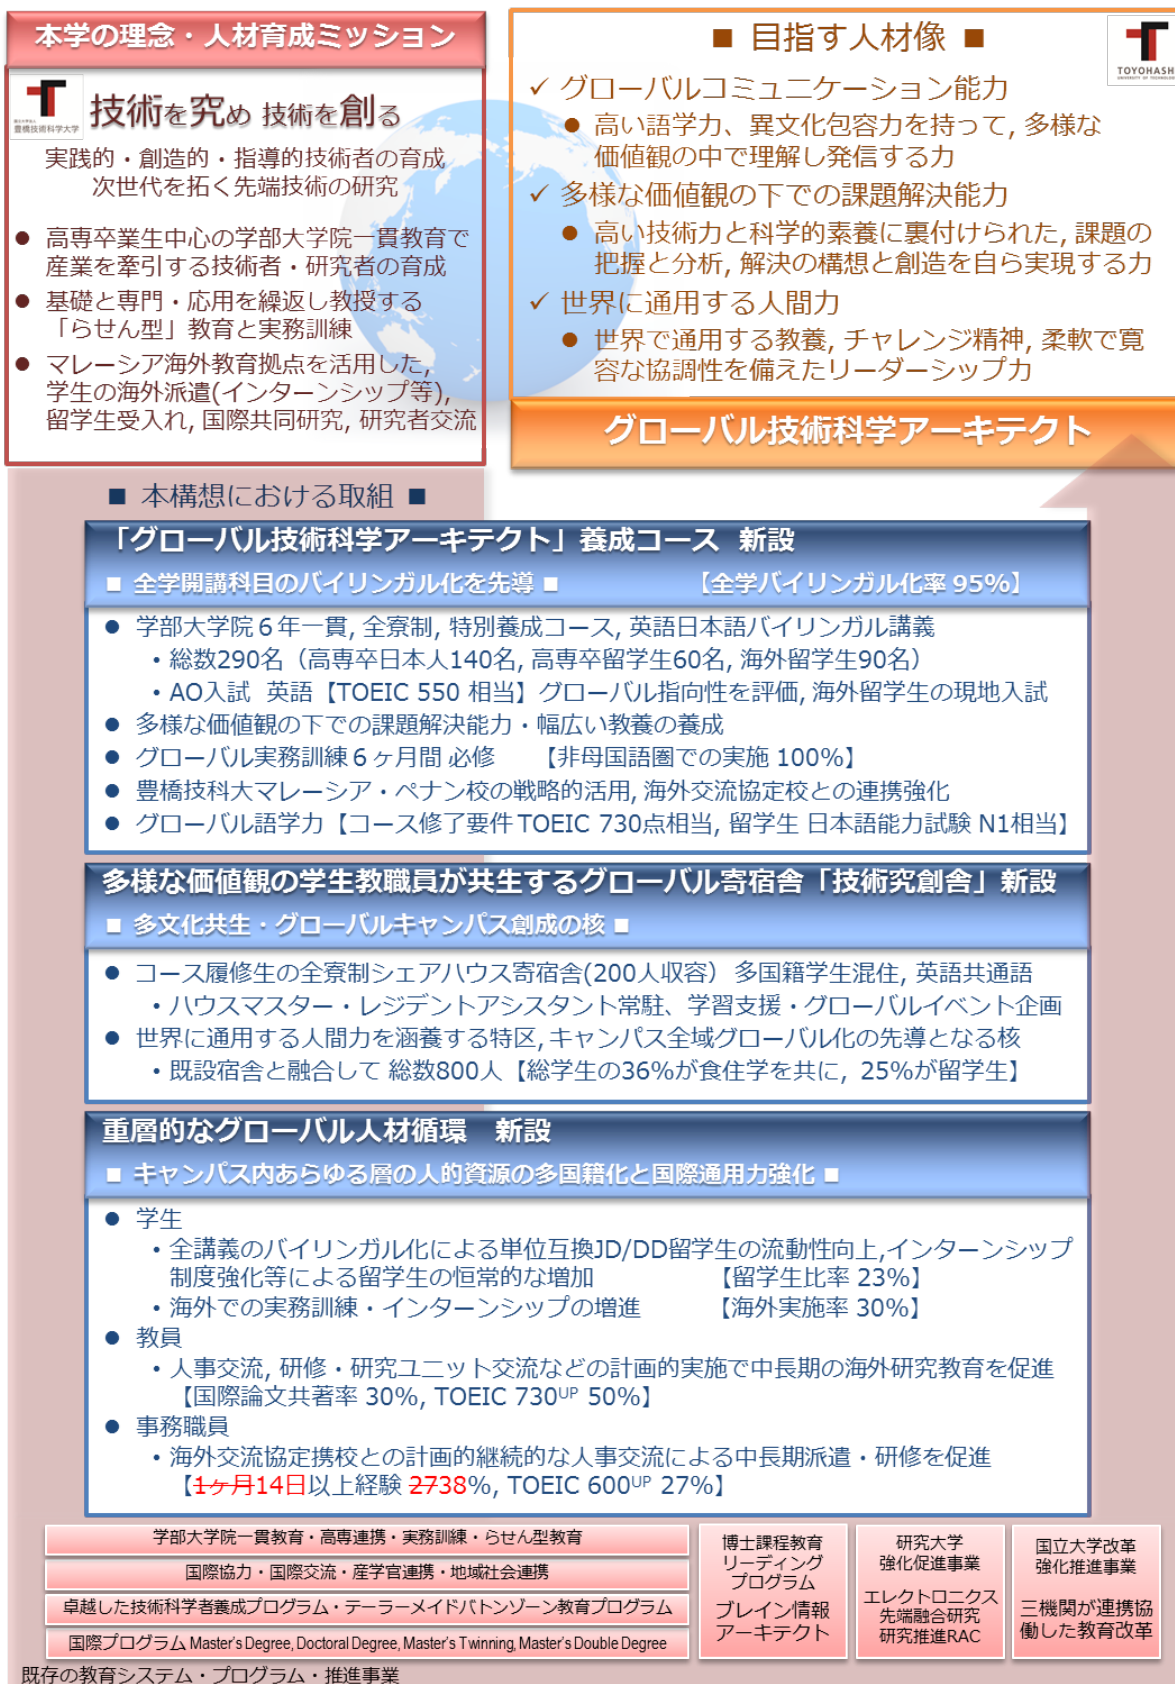 本学の理念・人材育成ミッション
国立大学法人
豊橋技術科学大学
技術を究め 技術を創る
実践的・創造的・指導的技術者の育成
次世代を拓く先端技術の研究
● 高専卒業生中心の学部大学院一貫教育で
産業を牽引する技術者・研究者の育成
● 基礎と専門・応用を繰返し教授する
「らせん型」教育と実務訓練
● マレーシア海外教育拠点を活用した,
学生の海外派遣(インターンシップ等),
留学生受入れ, 国際共同研究, 研究者交流
■ 目指す人材像 ■
TOYOHASHI
UNIVERSITY OF TECHNOLOGY
✓ グローバルコミュニケーション能力
● 高い語学力、異文化包容力を持って, 多様な
価値観の中で理解し発信する力
✓ 多様な価値観の下での課題解決能力
● 高い技術力と科学的素養に裏付けられた, 課題の
把握と分析, 解決の構想と創造を自ら実現する力
✓ 世界に通用する人間力
● 世界で通用する教養, チャレンジ精神, 柔軟で寛
容な協調性を備えたリーダーシップ力
グローバル技術科学アーキテクト
■ 本構想における取組 ■
「グローバル技術科学アーキテクト」養成コース 新設
■ 全学開講科目のバイリンガル化を先導 ■ 【全学バイリンガル化率 95%】
● 学部大学院６年一貫, 全寮制, 特別養成コース, 英語日本語バイリンガル講義
・総数290名（高専卒日本人140名, 高専卒留学生60名, 海外留学生90名）
・AO入試 英語【TOEIC 550 相当】グローバル指向性を評価, 海外留学生の現地入試
● 多様な価値観の下での課題解決能力・幅広い教養の養成
● グローバル実務訓練６ヶ月間 必修 【非母国語圏での実施 100%】
● 豊橋技科大マレーシア・ペナン校の戦略的活用, 海外交流協定校との連携強化
● グローバル語学力【コース修了要件 TOEIC 730点相当, 留学生 日本語能力試験 N1相当】
多様な価値観の学生教職員が共生するグローバル寄宿舎「技術究創舎」新設
■ 多文化共生・グローバルキャンパス創成の核 ■
● コース履修生の全寮制シェアハウス寄宿舎(200人収容） 多国籍学生混住, 英語共通語
・ハウスマスター・レジデントアシスタント常駐、学習支援・グローバルイベント企画
● 世界に通用する人間力を涵養する特区, キャンパス全域グローバル化の先導となる核
・既設宿舎と融合して 総数800人【総学生の36%が食住学を共に, 25%が留学生】
重層的なグローバル人材循環 新設
■ キャンパス内あらゆる層の人的資源の多国籍化と国際通用力強化 ■
● 学生
・全講義のバイリンガル化による単位互換JD/DD留学生の流動性向上,インターンシップ
制度強化等による留学生の恒常的な増加 【留学生比率 23%】
・海外での実務訓練・インターンシップの増進 【海外実施率 30%】
● 教員
・人事交流, 研修・研究ユニット交流などの計画的実施で中長期の海外研究教育を促進
【国際論文共著率 30%, TOEIC 730UP 50%】
● 事務職員
・海外交流協定携校との計画的継続的な人事交流による中長期派遣・研修を促進
【1ヶ月14日以上経験 2738%, TOEIC 600UP 27%】
学部大学院一貫教育・高専連携・実務訓練・らせん型教育
国際協力・国際交流・産学官連携・地域社会連携
卓越した技術科学者養成プログラム・テーラーメイドバトンゾーン教育プログラム
国際プログラム Master's Degree, Doctoral Degree, Master's Twinning, Master's Double Degree
博士課程教育
リーディング
プログラム
ブレイン情報
アーキテクト
研究大学
強化促進事業
エレクトロニクス
先端融合研究
研究推進RAC
国立大学改革
強化推進事業
三機関が連携協
働した教育改革
既存の教育システム・プログラム・推進事業